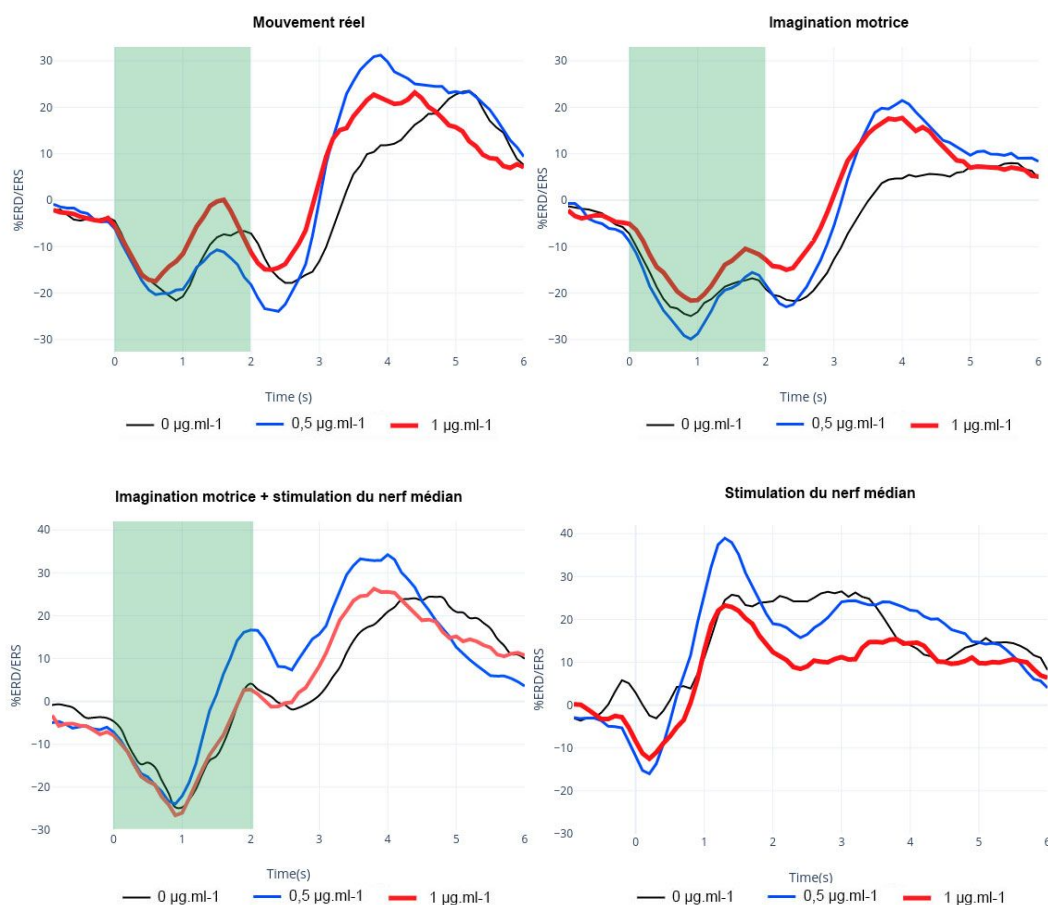 Mouvement réel
30
20
10
0
−10
−20
−30
%ERD/ERS
0 1 2 3 4 5 6
Time (s)
0 µg.ml-1 0,5 µg.ml-1 1 µg.ml-1
Imagination motrice
30
20
10
0
−10
−20
−30
%ERD/ERS
0 1 2 3 4 5 6
Time (s)
0 µg.ml-1 0,5 µg.ml-1 1 µg.ml-1
Imagination motrice + stimulation du nerf médian
40
30
20
10
0
−10
−20
−30
%ERD/ERS
0 1 2 3 4 5 6
Time(s)
0 µg.ml-1 0,5 µg.ml-1 1 µg.ml-1
Stimulation du nerf médian
40
30
20
10
0
−10
−20
−30
%ERD/ERS
0 1 2 3 4 5 6
Time(s)
0 µg.ml-1 0,5 µg.ml-1 1 µg.ml-1